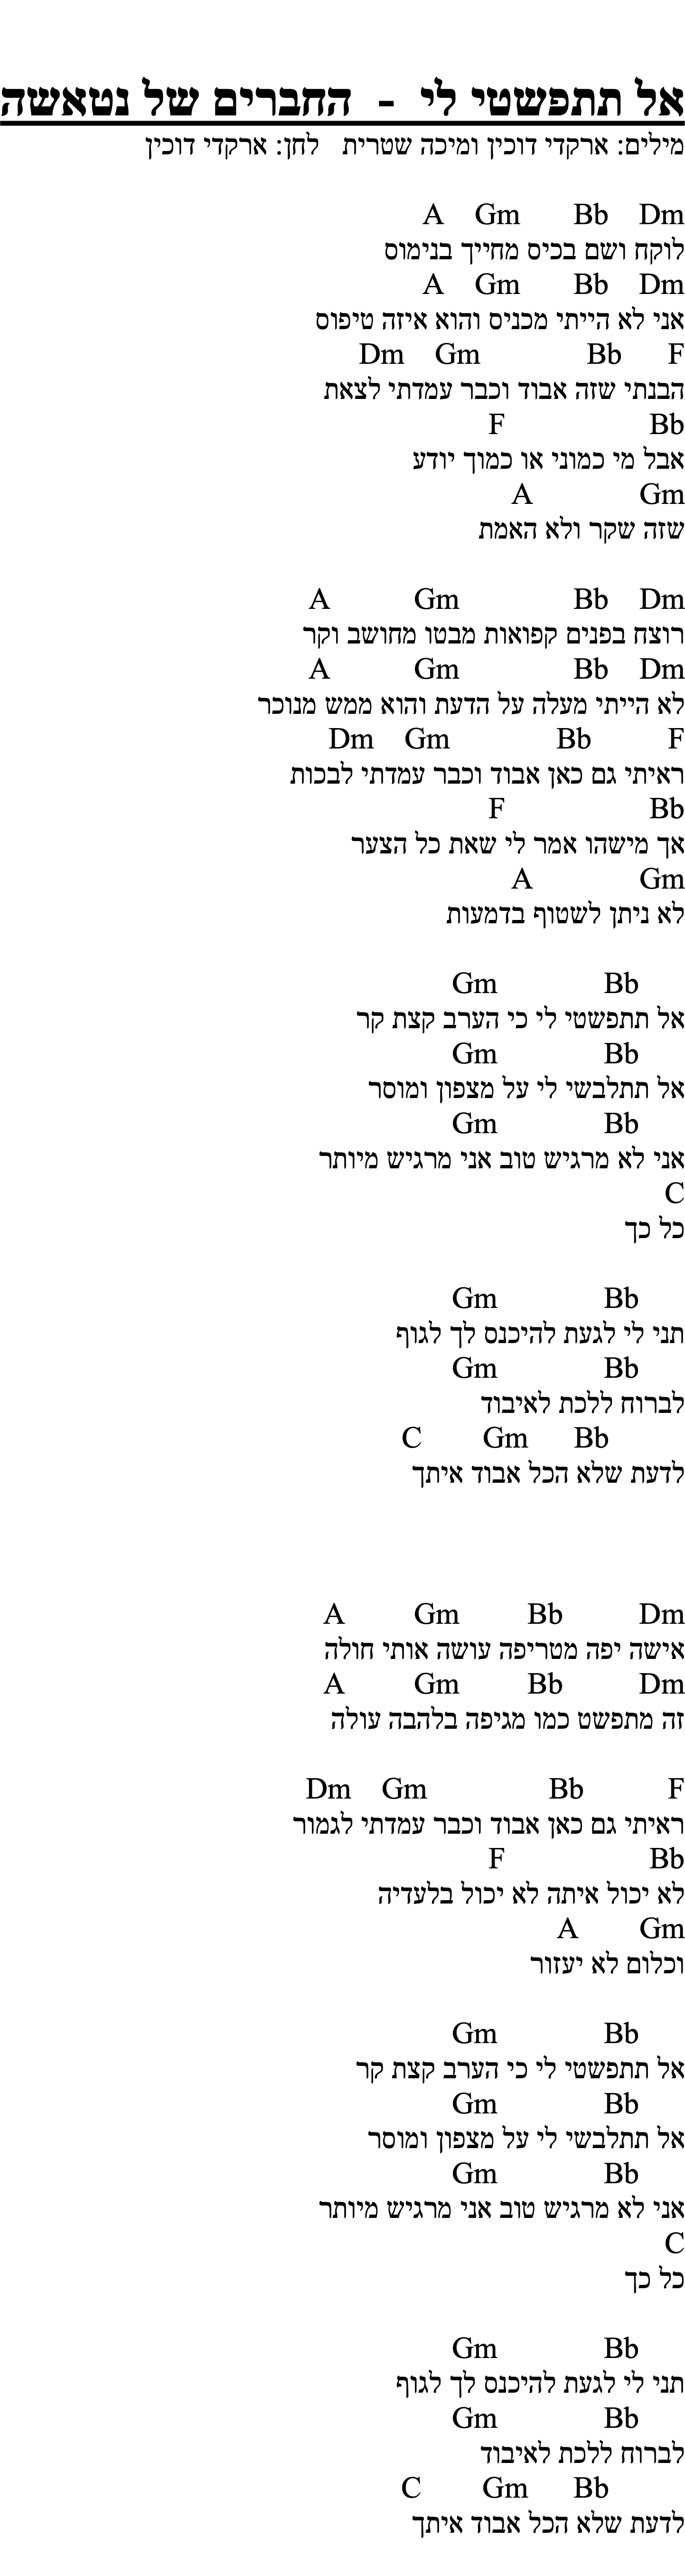 אל תתפשטי לי - החברים של נטאשה
מילים: ארקדי דוכין ומיכה שטרית לחן: ארקדי דוכין
Dm Bb Gm A
לוקח ושם בכיס מחייך בנימוס
Dm Bb Gm A
אני לא הייתי מכניס והוא איזה טיפוס
F Bb Gm Dm
הבנתי שזה אבוד וכבר עמדתי לצאת
Bb F
אבל מי כמוני או כמוך יודע
Gm A
שזה שקר ולא האמת
Dm Bb Gm A
רוצח בפנים קפואות מבטו מחושב וקר
Dm Bb Gm A
לא הייתי מעלה על הדעת והוא ממש מנוכר
F Bb Gm Dm
ראיתי גם כאן אבוד וכבר עמדתי לבכות
Bb F
אך מישהו אמר לי שאת כל הצער
Gm A
לא ניתן לשטוף בדמעות
Bb Gm
אל תתפשטי לי כי הערב קצת קר
Bb Gm
אל תתלבשי לי על מצפון ומוסר
Bb Gm
אני לא מרגיש טוב אני מרגיש מיותר
C
כל כך
Bb Gm
תני לי לגעת להיכנס לך לגוף
Bb Gm
לברוח ללכת לאיבוד
Bb Gm C
לדעת שלא הכל אבוד איתך
Dm Bb Gm A
אישה יפה מטריפה עושה אותי חולה
Dm Bb Gm A
זה מתפשט כמו מגיפה בלהבה עולה
F Bb Gm Dm
ראיתי גם כאן אבוד וכבר עמדתי לגמור
Bb F
לא יכול איתה לא יכול בלעדיה
Gm A
וכלום לא יעזור
Bb Gm
אל תתפשטי לי כי הערב קצת קר
Bb Gm
אל תתלבשי לי על מצפון ומוסר
Bb Gm
אני לא מרגיש טוב אני מרגיש מיותר
C
כל כך
Bb Gm
תני לי לגעת להיכנס לך לגוף
Bb Gm
לברוח ללכת לאיבוד
Bb Gm C
לדעת שלא הכל אבוד איתך